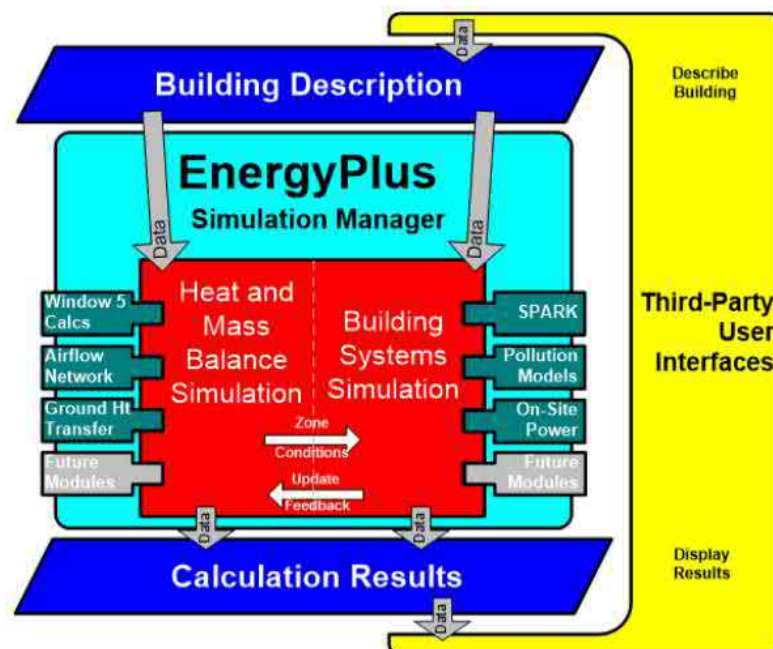 Data
Building Description
Describe
Building
EnergyPlus
Simulation Manager
Data
Data
Window 5
Calcs
Airflow
Network
Ground Ht
Transfer
Future
Modules
Heat and
Mass
Balance
Simulation
Building
Systems
Simulation
Zone
Conditions
Update
Feedback
SPARK
Pollution
Models
On-Site
Power
Future
Modules
Third-Party
User
Interfaces
Data
Data
Calculation Results
Display
Results
Data